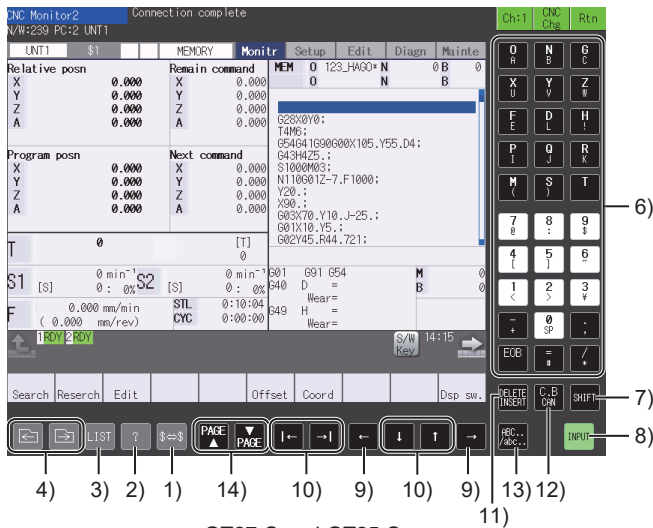 CNC Monitor2 Connection complete
N/W:239 PC:2 UNT1
Ch:1 CNC Chg Rtn
UNT1 $1 MEMORY Monitr Setup Edit Diagn Mainte
Relative posn Remain command
X 0.000 X 0.000
Y 0.000 Y 0.000
Z 0.000 Z 0.000
A 0.000 A 0.000
Program posn Next command
X 0.000 X 0.000
Y 0.000 Y 0.000
Z 0.000 Z 0.000
A 0.000 A 0.000
MEM O 123_HAGO* N 0 B 0
O N B
G28X0Y0;
T4M6;
G54G41G90G00X105.Y55.D4;
G43H4Z5.;
S1000M03;
N110G01Z-7.F1000;
Y20.;
X90.;
G03X70.Y10.J-25.;
G01X10.Y5.;
G02Y45.R44.721;
T 0 [T]
0
S1 [S] 0 min⁻¹ S2 [S] 0 min⁻¹
0 : 0% 0 : 0%
F 0.000 mm/min
( 0.000 mm/rev)
STL 0:10:04
CYC 0:00:00
G01 G91 G54 M 0
G40 D = B 0
Wear=
G49 H =
Wear=
1 RDY 2 RDY S/W Key 14:15
Search Reserch Edit Offset Coord Dsp sw.
O A N B G C
X U Y V Z W
F E D L H !
P I Q J R K
M ( S ) T
7 @ 8 : 9 $
4 [ 5 ] 6 ~
1 < 2 > 3 ¥
- + 0 SP . ,
EOB = # / *
DELETE INSERT C.B CAN SHIFT
ABC.. /abc.. INPUT
← → LIST ? $⇔$ PAGE ▲ ▼ PAGE |← →| ← ↓ ↑ →
6)
7)
8)
4) 3) 2) 1) 14) 10) 9) 10) 9) 11) 13) 12)